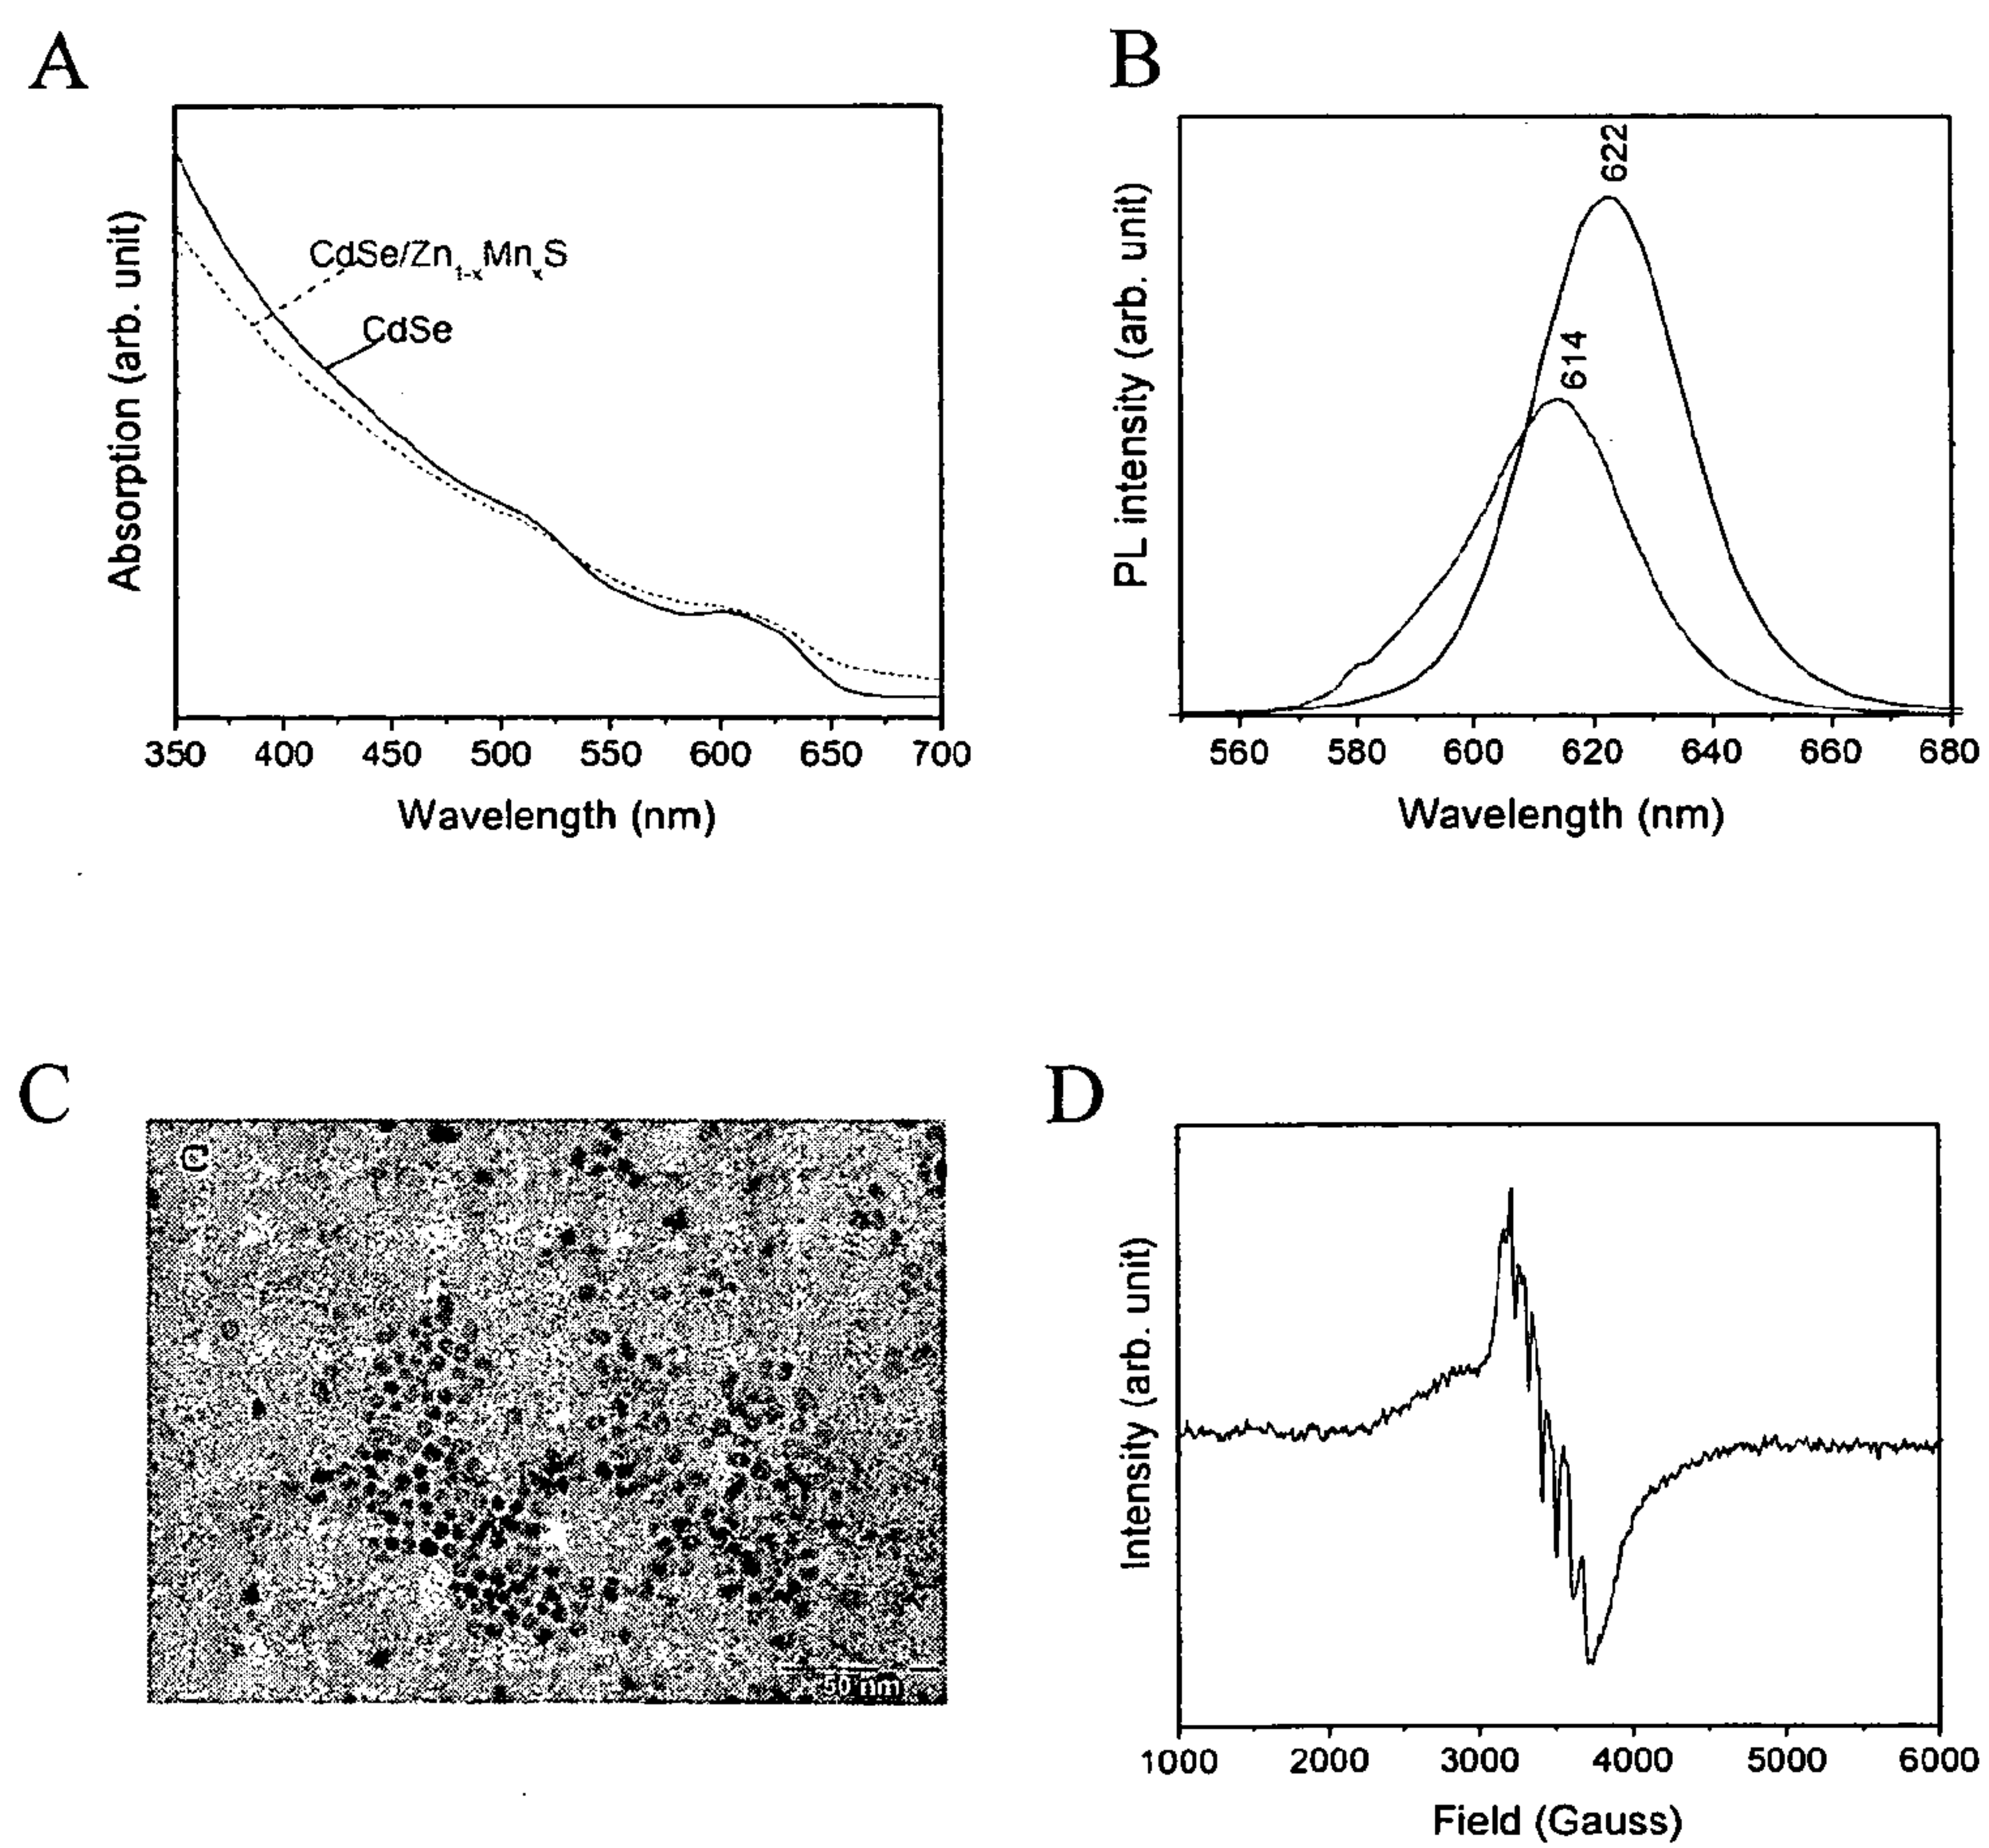 A
Absorption (arb. unit)
CdSe/Zn₁₋ₓMnₓS
CdSe
350 400 450 500 550 600 650 700
Wavelength (nm)
B
PL intensity (arb. unit)
622
614
560 580 600 620 640 660 680
Wavelength (nm)
C
C
50 nm
D
Intensity (arb. unit)
1000 2000 3000 4000 5000 6000
Field (Gauss)